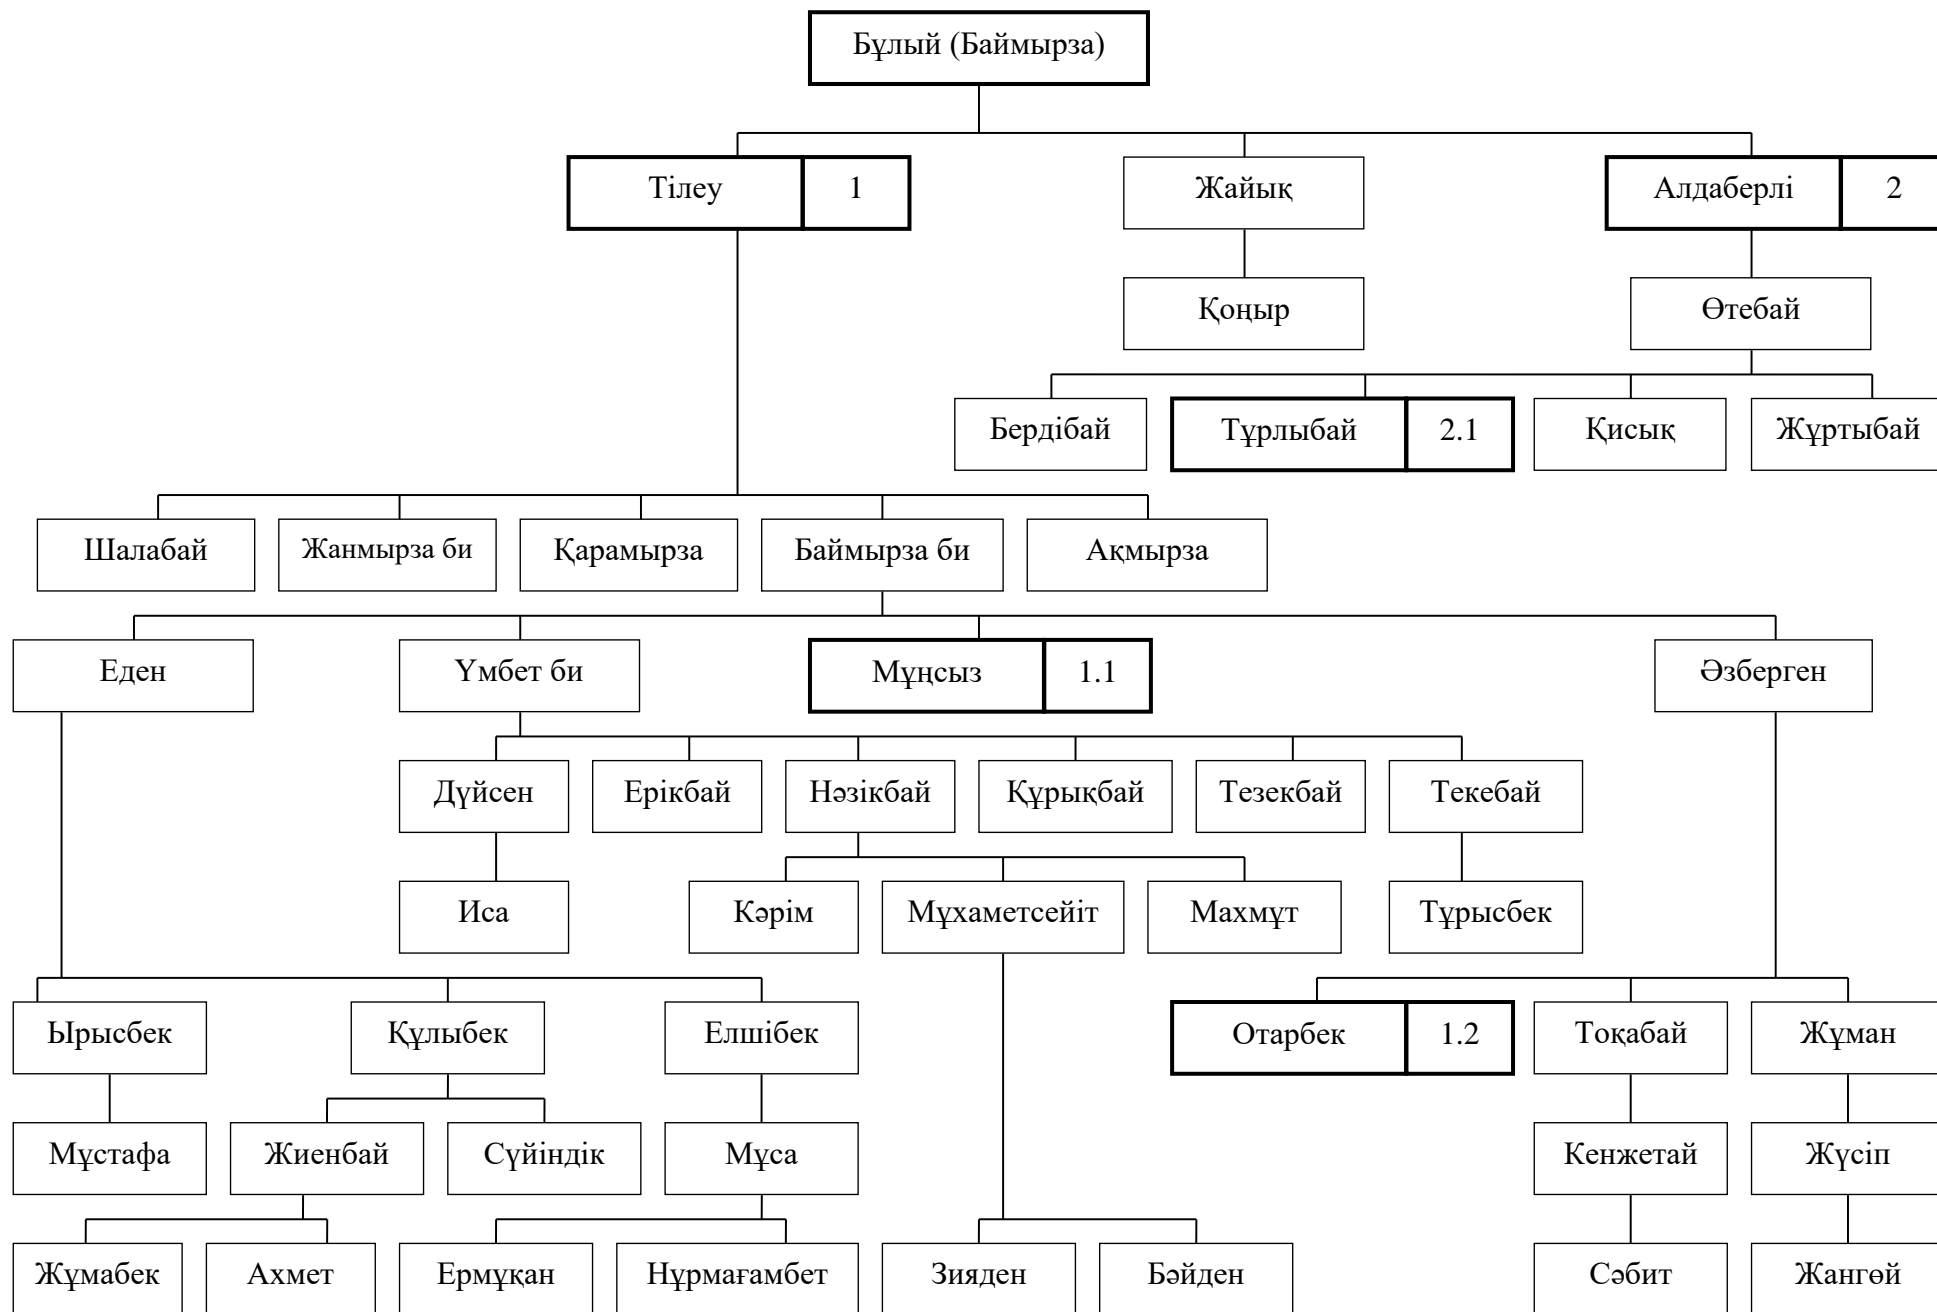 Бұлый (Баймырза)
Тілеу 1 Жайық Алдаберлі 2
Қоңыр Өтебай
Бердібай Тұрлыбай 2.1 Қисық Жұртыбай
Шалабай Жанмырза би Қарамырза Баймырза би Ақмырза
Еден Үмбет би Мұңсыз 1.1 Әзберген
Дүйсен Ерікбай Нәзікбай Құрықбай Тезекбай Текебай
Иса Кәрім Мұхаметсейіт Махмұт Тұрысбек
Ырысбек Құлыбек Елшібек Отарбек 1.2 Тоқабай Жұман
Мұстафа Жиенбай Сүйіндік Мұса Кенжетай Жүсіп
Жұмабек Ахмет Ермұқан Нұрмағамбет Зияден Бәйден Сәбит Жангөй